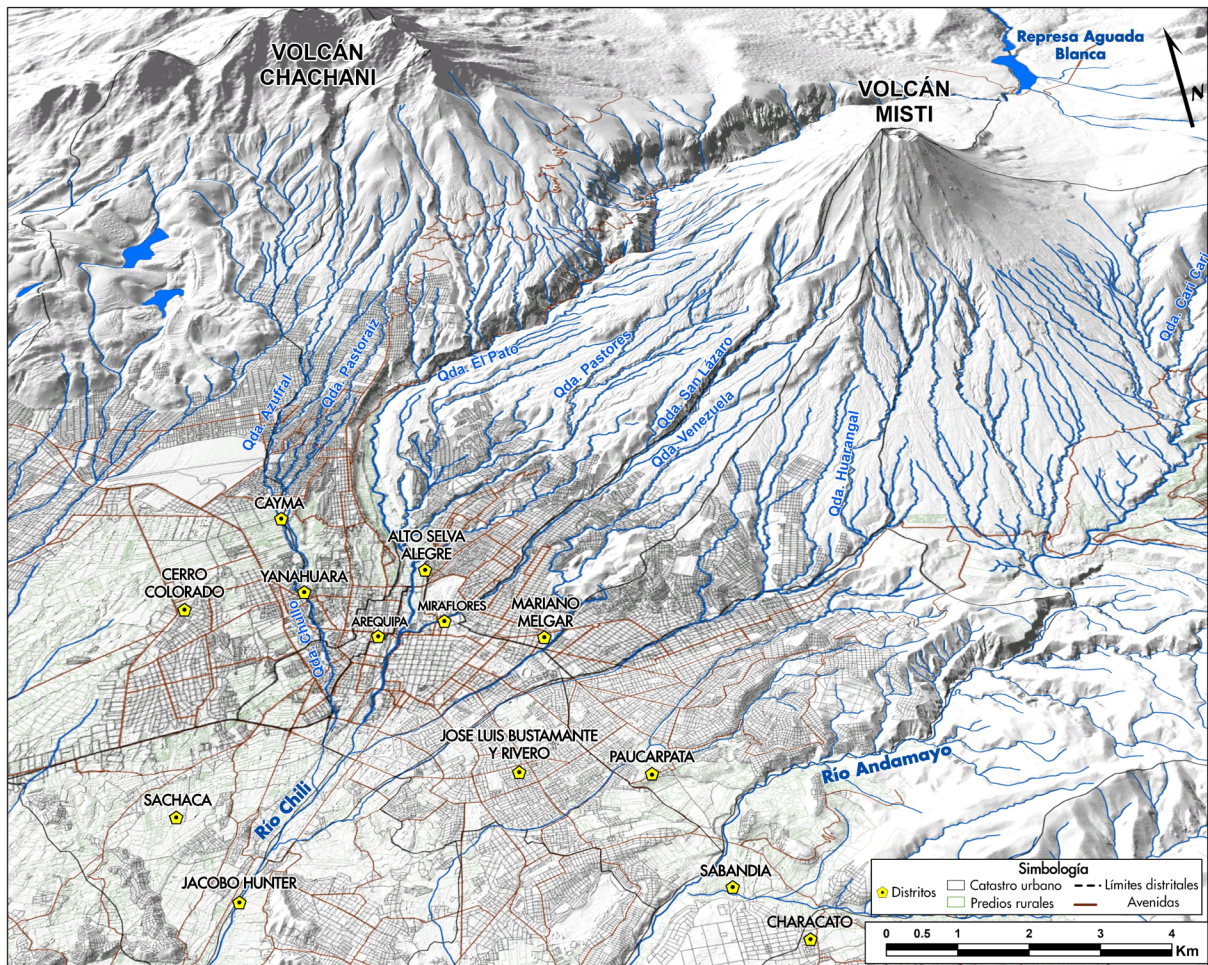 VOLCÁN
CHACHANI
Represa Aguada
Blanca
VOLCÁN
MISTI
N
Qda. Cari Cari
Qda. El Pato
Qda. Pastores
Qda. San Lázaro
Qda. Venezuela
Qda. Huarangal
Qda. Pastoraiz
Qda. Azufral
CAYMA
ALTO SELVA
ALEGRE
CERRO
COLORADO
YANAHUARA
Qda. Chullo
AREQUIPA
MIRAFLORES
MARIANO
MELGAR
JOSE LUIS BUSTAMANTE
Y RIVERO
PAUCARPATA
Río Andamayo
Río Chili
SACHACA
JACOBO HUNTER
SABANDIA
CHARACATO
Simbología
Distritos
Catastro urbano
Límites distritales
Predios rurales
Avenidas
0 0.5 1 2 3 4
Km